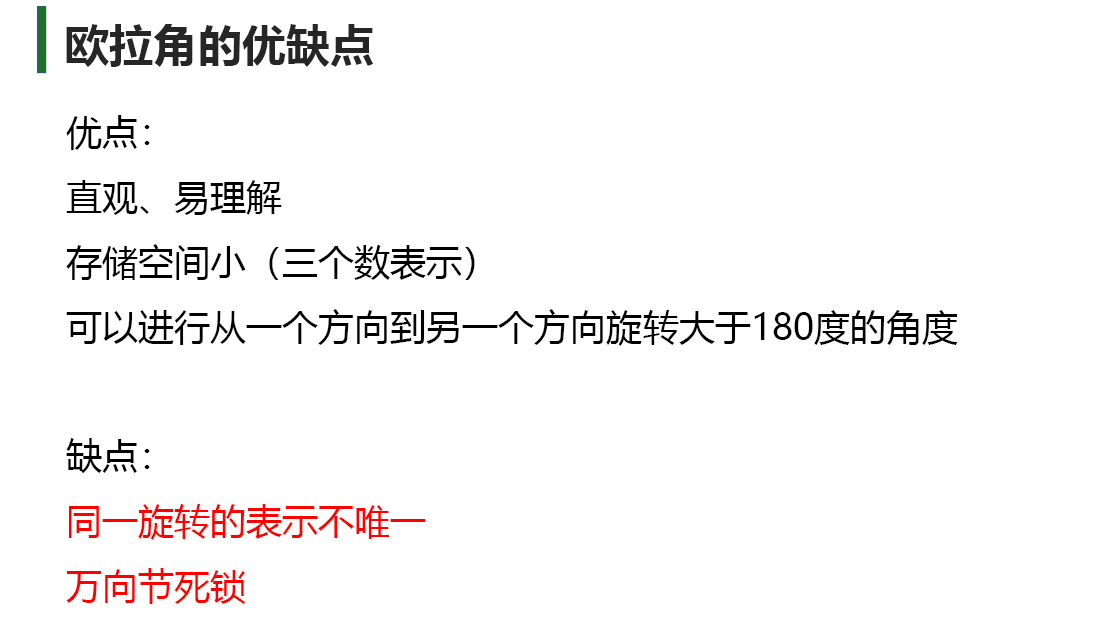 欧拉角的优缺点
优点：
直观、易理解
存储空间小（三个数表示）
可以进行从一个方向到另一个方向旋转大于180度的角度
缺点：
同一旋转的表示不唯一
万向节死锁